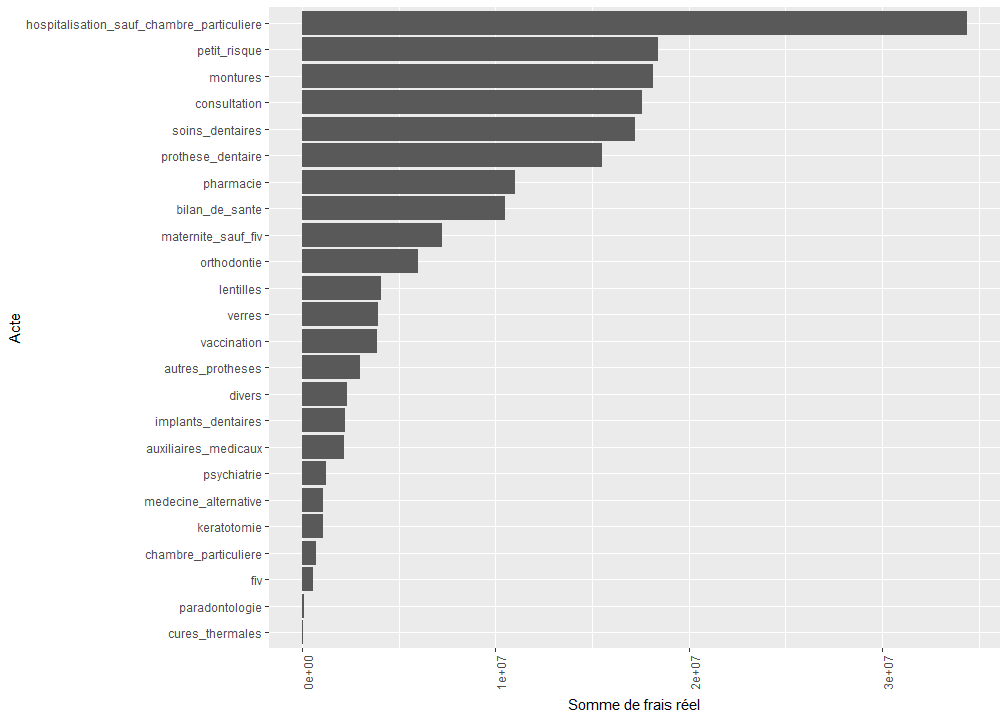 hospitalisation_sauf_chambre_particuliere
petit_risque
montures
consultation
soins_dentaires
prothese_dentaire
pharmacie
bilan_de_sante
maternite_sauf_fiv
orthodontie
lentilles
verres
vaccination
autres_protheses
divers
implants_dentaires
auxiliaires_medicaux
psychiatrie
medecine_alternative
keratotomie
chambre_particuliere
fiv
paradontologie
cures_thermales
Acte
0e+00
1e+07
2e+07
3e+07
Somme de frais réel